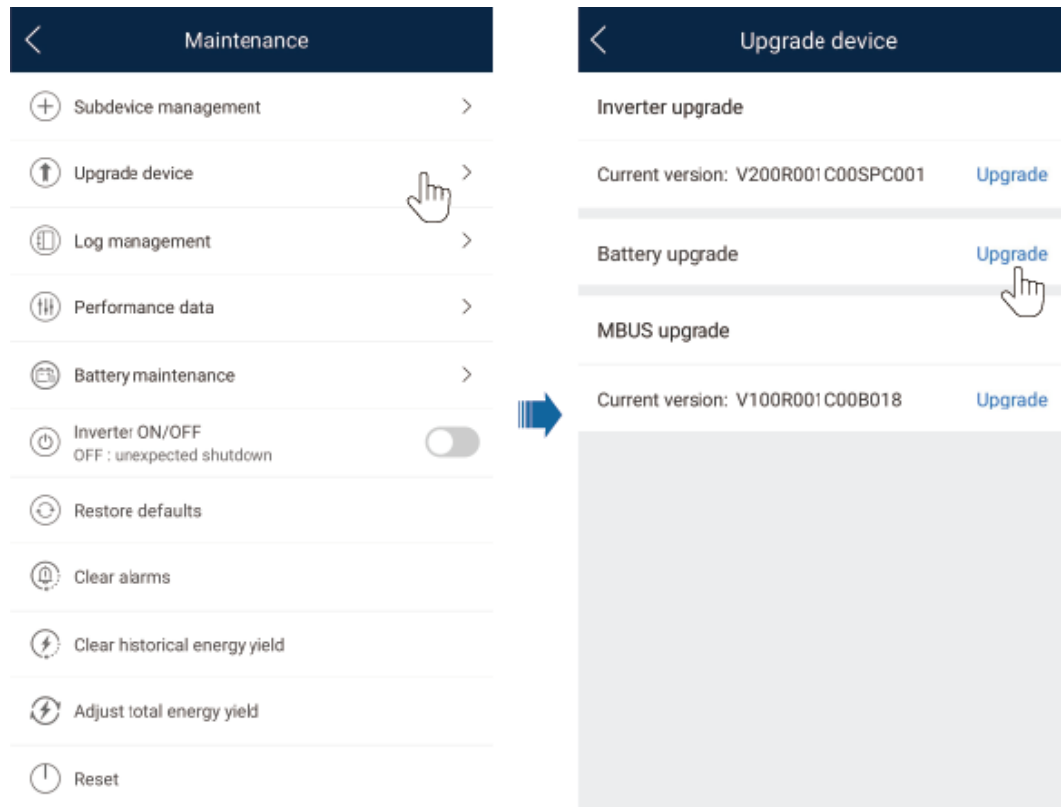 Maintenance
Subdevice management
Upgrade device
Log management
Performance data
Battery maintenance
Inverter ON/OFF
OFF : unexpected shutdown
Restore defaults
Clear alarms
Clear historical energy yield
Adjust total energy yield
Reset
Upgrade device
Inverter upgrade
Current version: V200R001C00SPC001 Upgrade
Battery upgrade Upgrade
MBUS upgrade
Current version: V100R001C00B018 Upgrade